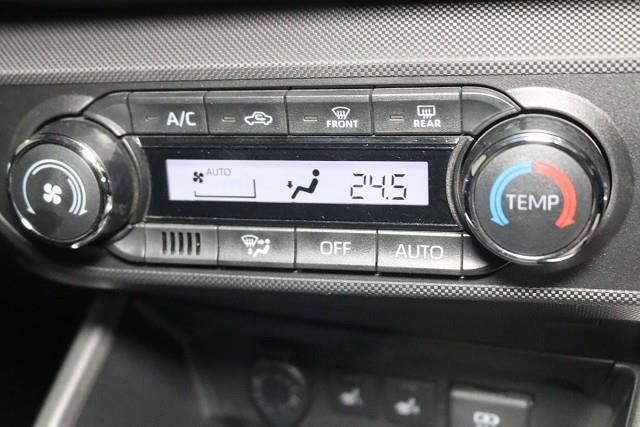 A/C
FRONT
REAR
AUTO
24.5
TEMP
OFF
AUTO